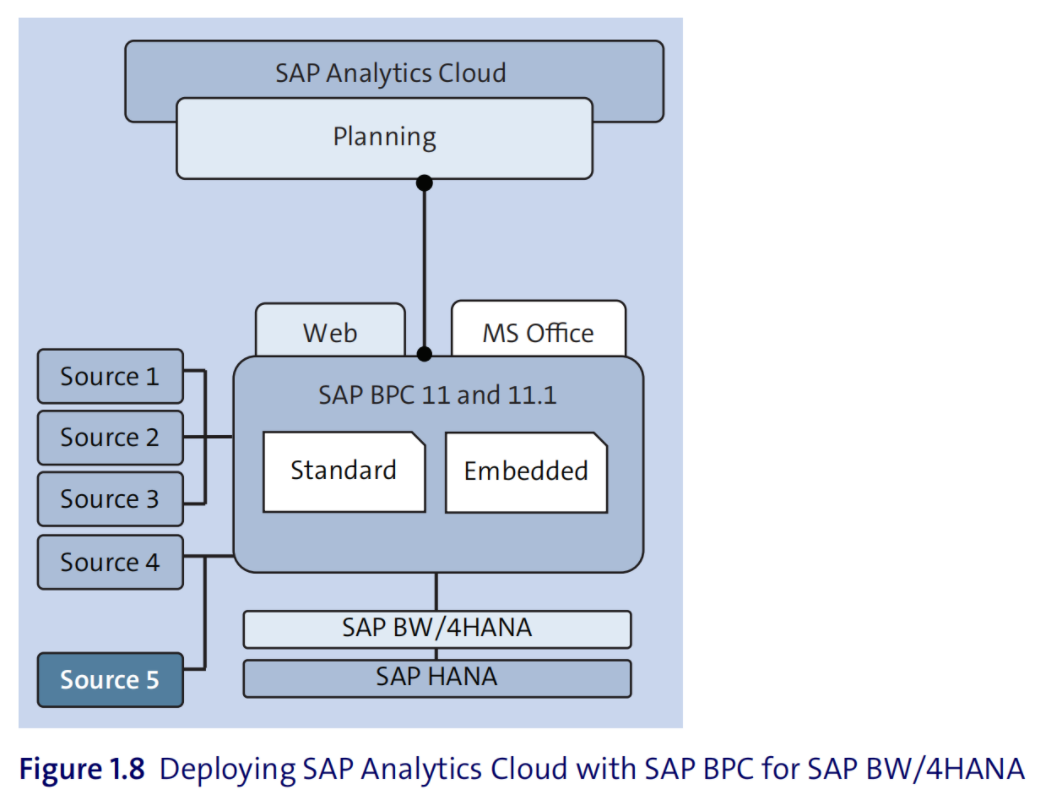 SAP Analytics Cloud
Planning
Web
MS Office
SAP BPC 11 and 11.1
Standard
Embedded
Source 1
Source 2
Source 3
Source 4
Source 5
SAP BW/4HANA
SAP HANA
Figure 1.8 Deploying SAP Analytics Cloud with SAP BPC for SAP BW/4HANA